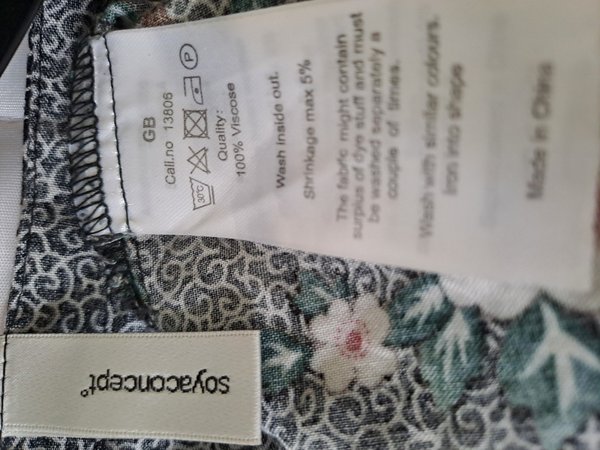 GB
Call.no 13806
30°C P
Quality:
100% Viscose
Wash inside out.
Shrinkage max 5%
The fabric might contain
surplus of dye stuff and must
be washed separately a
couple of times.
Wash with similar colours.
Iron into shape
Made in China
soyaconcept°